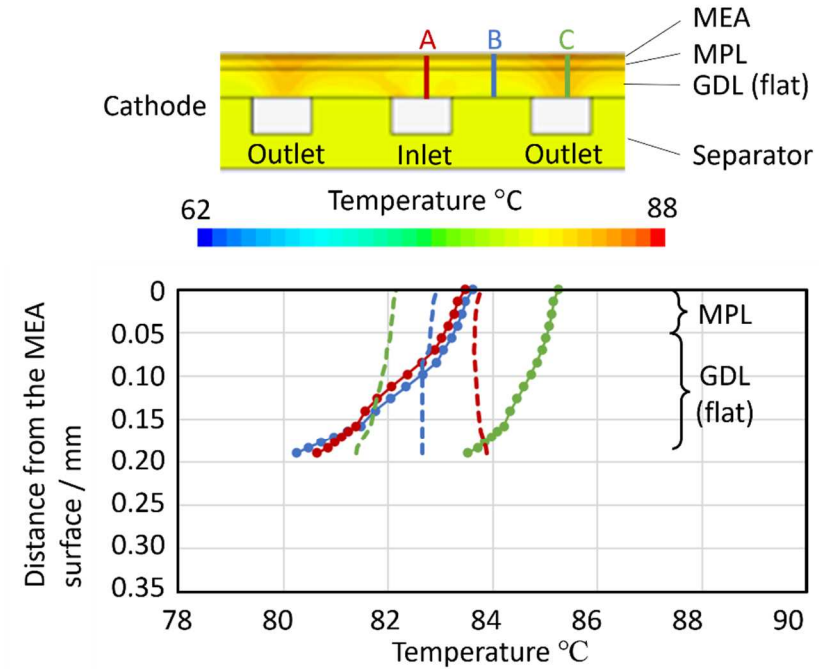 MEA
MPL
GDL (flat)
A
B
C
Cathode
Outlet
Inlet
Outlet
Separator
Temperature °C
62
88
0
0.05
0.10
0.15
0.20
0.25
0.30
0.35
Distance from the MEA
surface / mm
MPL
GDL
(flat)
78
80
82
84
86
88
90
Temperature ℃